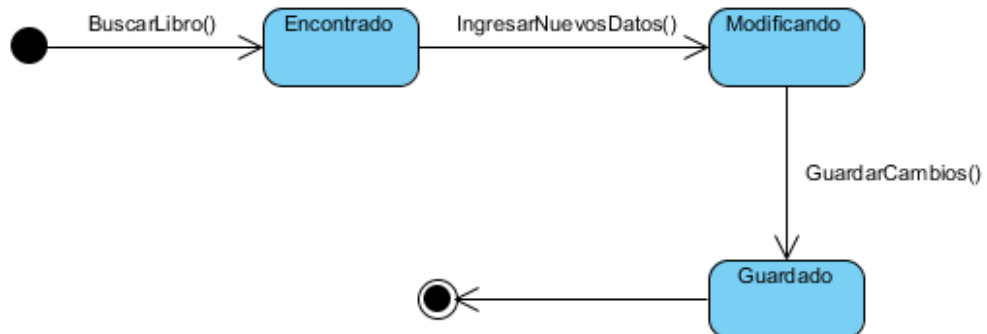 BuscarLibro()
Encontrado
IngresarNuevosDatos()
Modificando
GuardarCambios()
Guardado